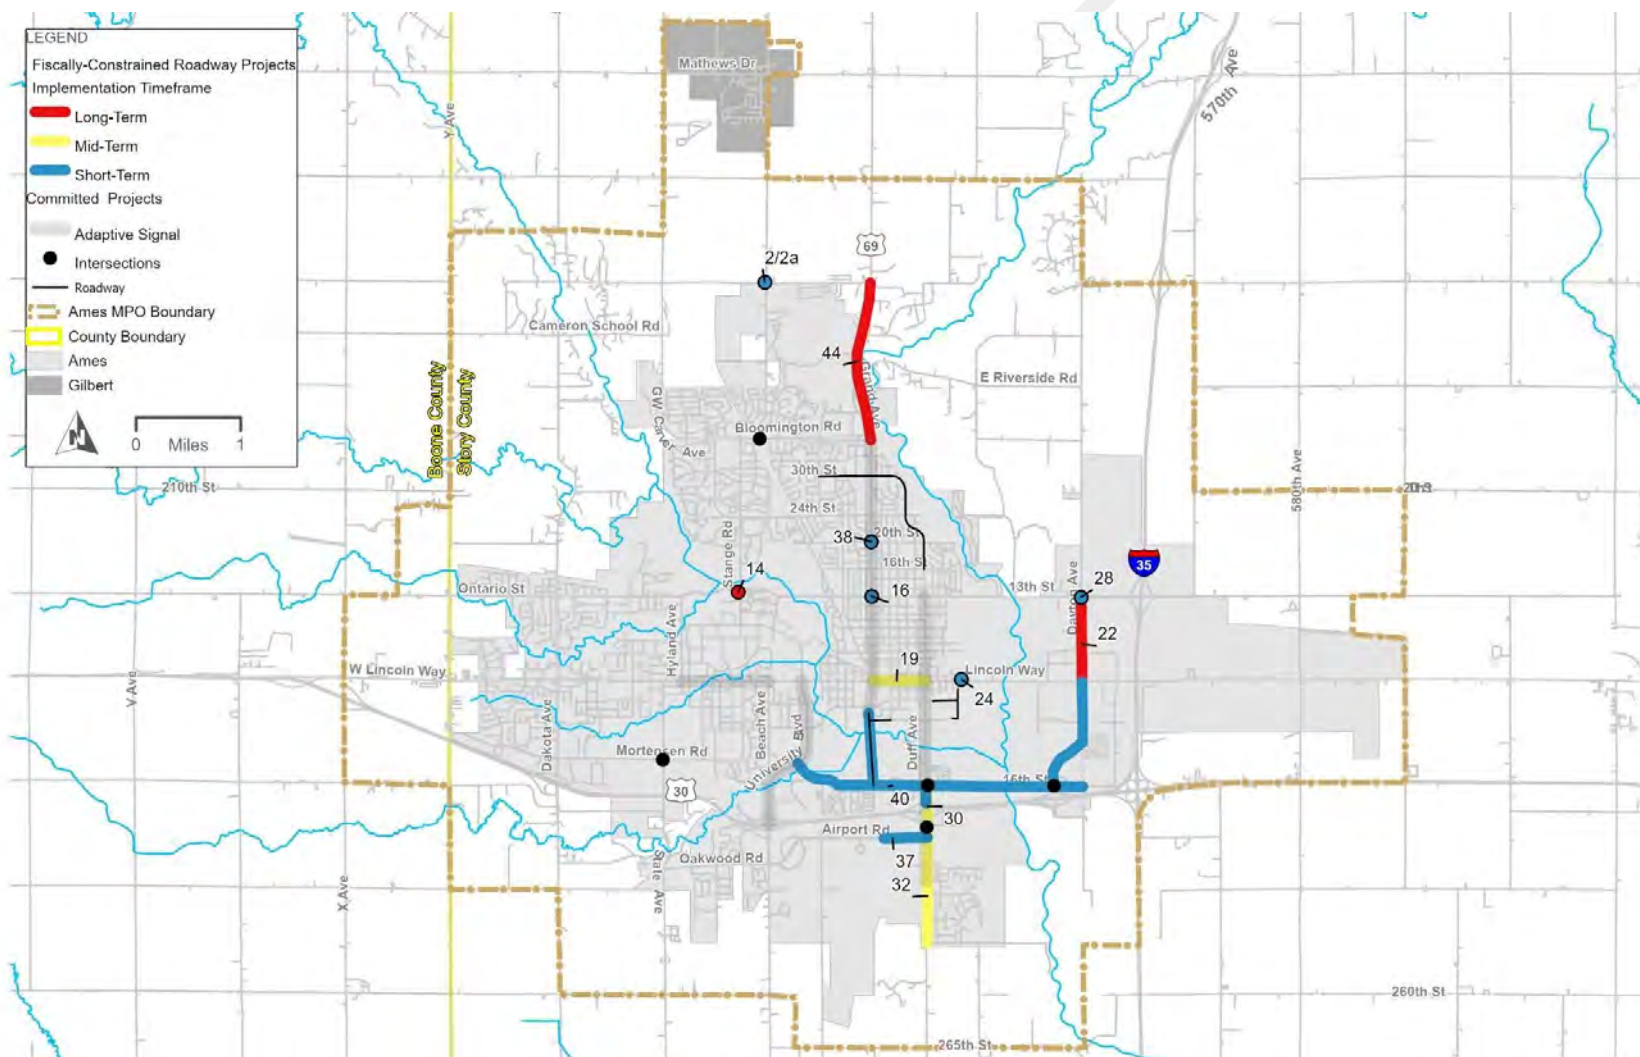 LEGEND
Fiscally-Constrained Roadway Projects
Implementation Timeframe
Long-Term
Mid-Term
Short-Term
Committed Projects
Adaptive Signal
Intersections
Roadway
Ames MPO Boundary
County Boundary
Ames
Gilbert
N
0 Miles 1
Mathews Dr
Y Ave
570th Ave
69
2/2a
Cameron School Rd
44
Grand Ave
E Riverside Rd
Boone County
Story County
GW Carver Ave
Bloomington Rd
30th St
210th St
24th St
580th Ave
38
20th St
16th S
Stange Rd
14
35
Ontario St
16
13th St
28
Dayton Ave
22
Hyland Ave
19
W Lincoln Way
Lincoln Way
24
V Ave
Dakota Ave
Beach Ave
University Blvd
Duff Ave
Mortensen Rd
30
16th St
40
30
Airport Rd
37
Oakwood Rd
32
X Ave
State Ave
260th St
265th St